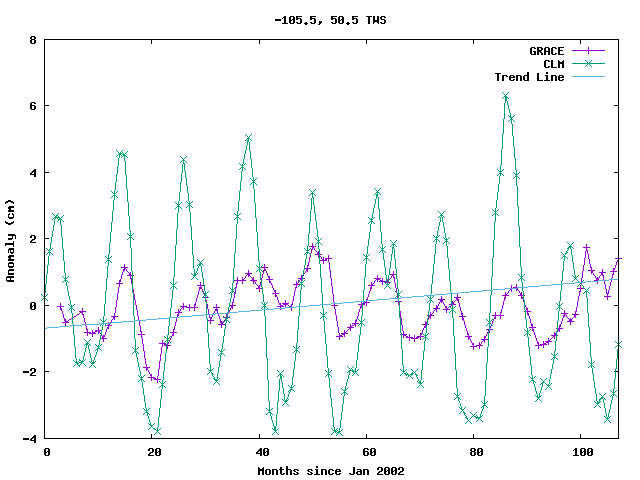 -105.5, 50.5 TWS
GRACE
CLM
Trend Line
Anomaly (cm)
8
6
4
2
0
-2
-4
0 20 40 60 80 100
Months since Jan 2002